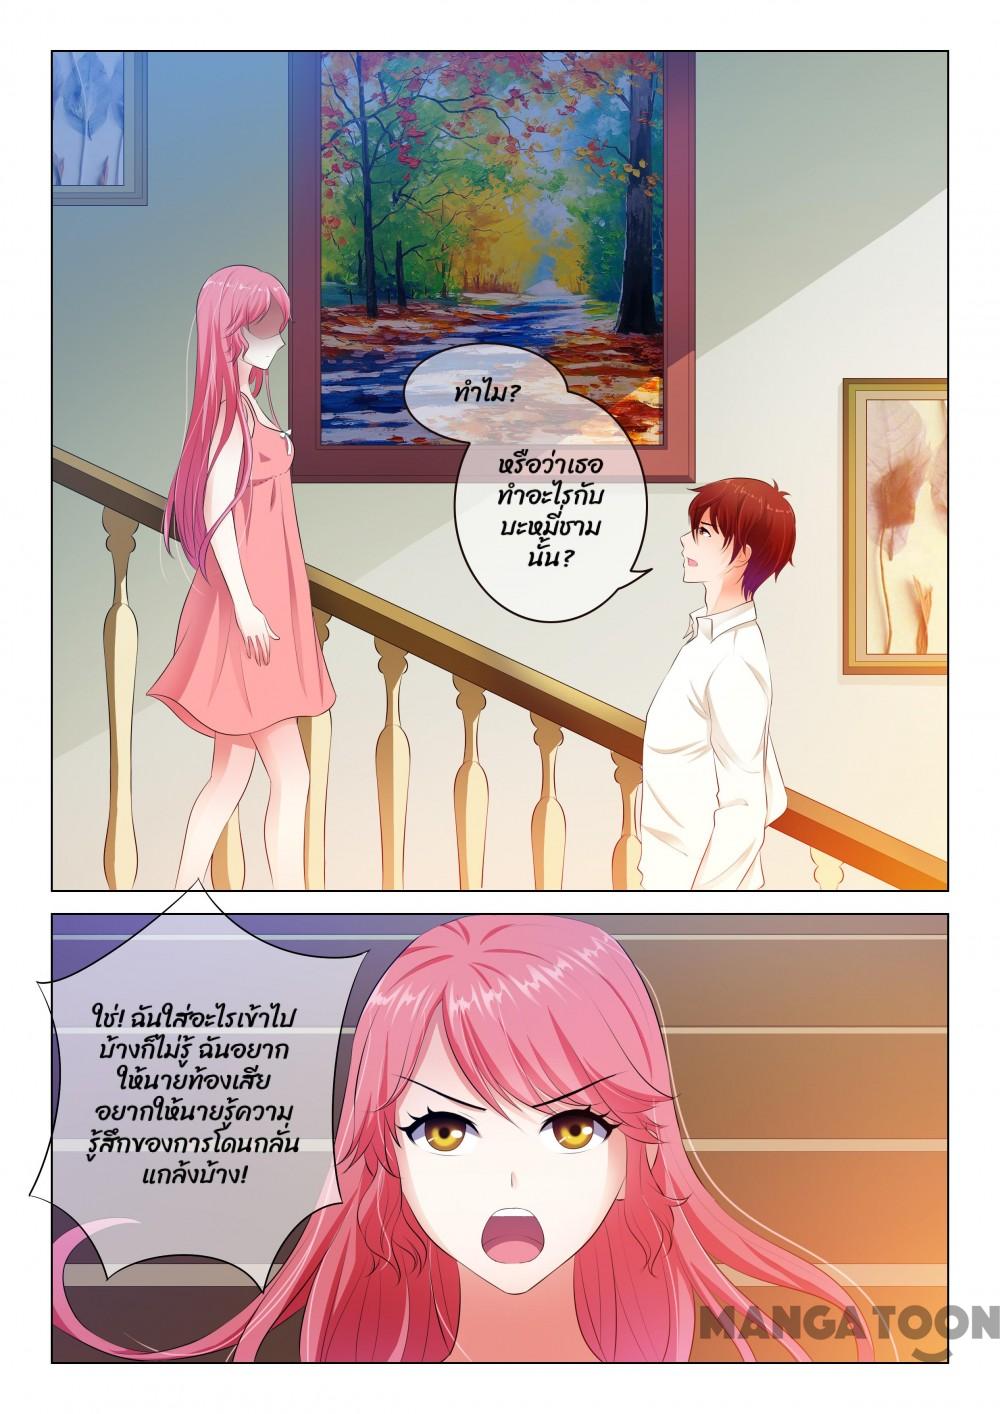 ทำไม?
หรือว่าเธอ
ทำอะไรกับ
บะหมี่ชาม
นั้น?
ใช่! ฉันใส่อะไรเข้าไป
บ้างก็ไม่รู้ ฉันอยาก
ให้นายท้องเสีย
อยากให้นายรู้ความ
รู้สึกของการโดนกลั่น
แกล้งบ้าง!
MANGATOON